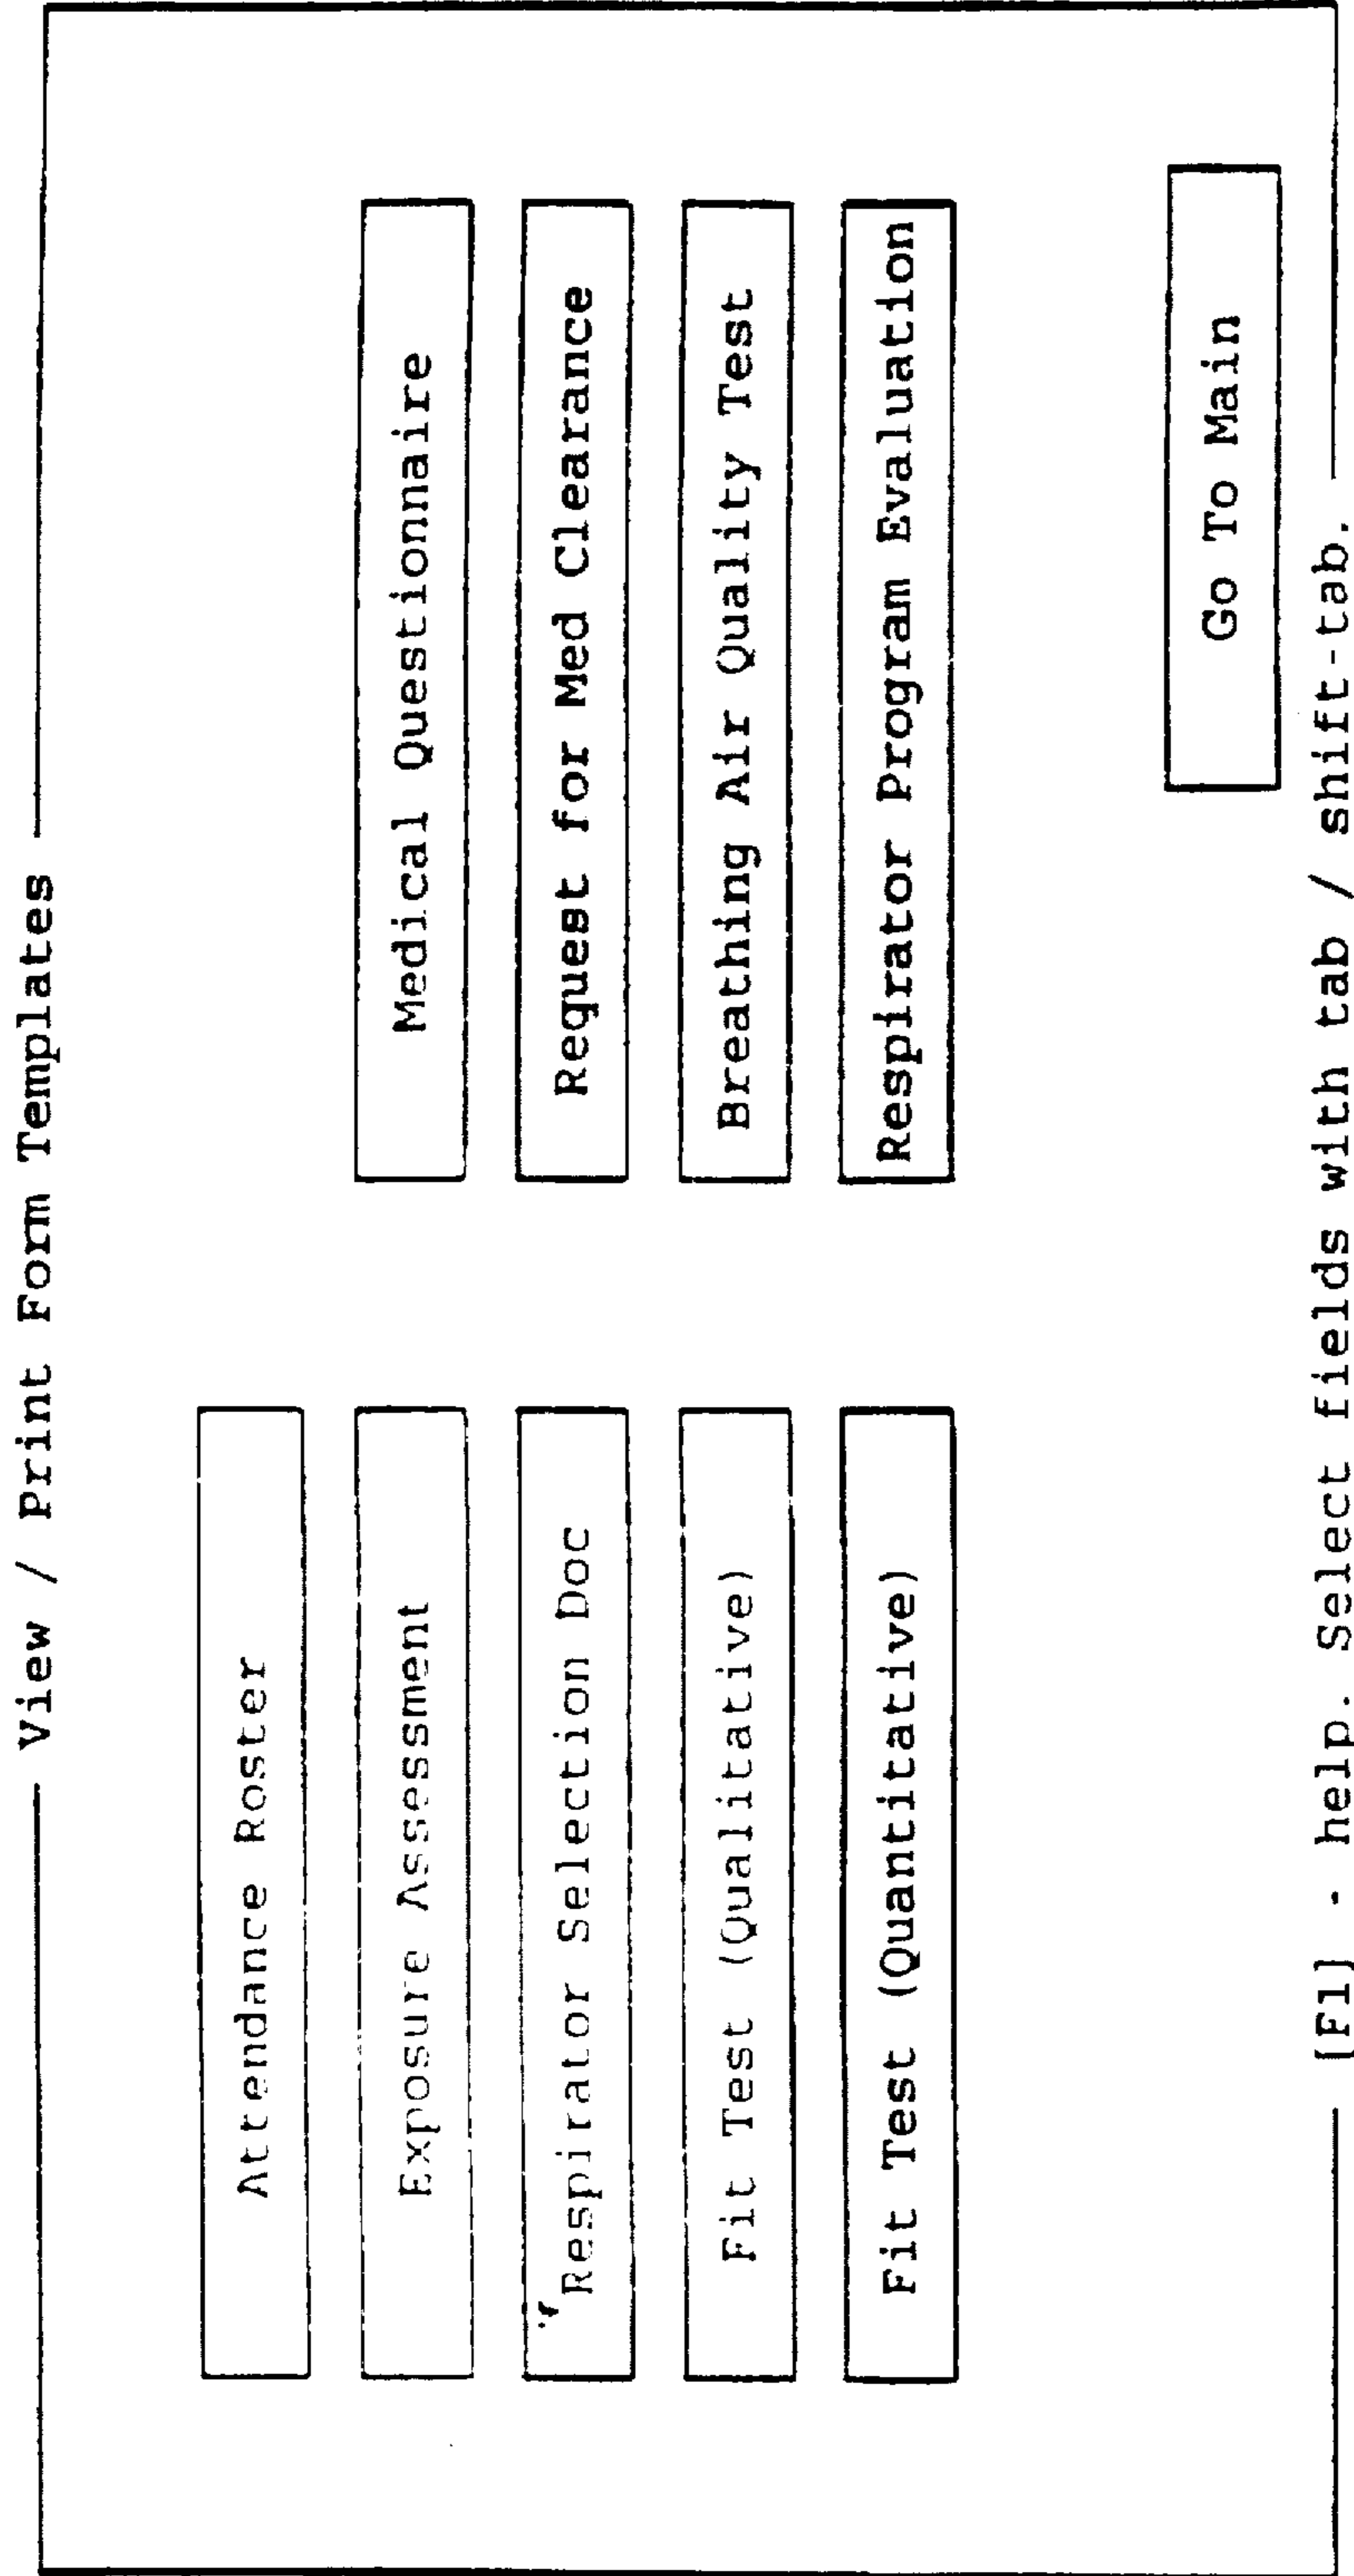 View / Print Form Templates
Attendance Roster
Exposure Assessment
Medical Questionnaire
Respirator Selection Doc
Request for Med Clearance
Fit Test (Qualitative)
Breathing Air Quality Test
Fit Test (Quantitative)
Respirator Program Evaluation
Go To Main
[F1] - help. Select fields with tab / shift-tab.